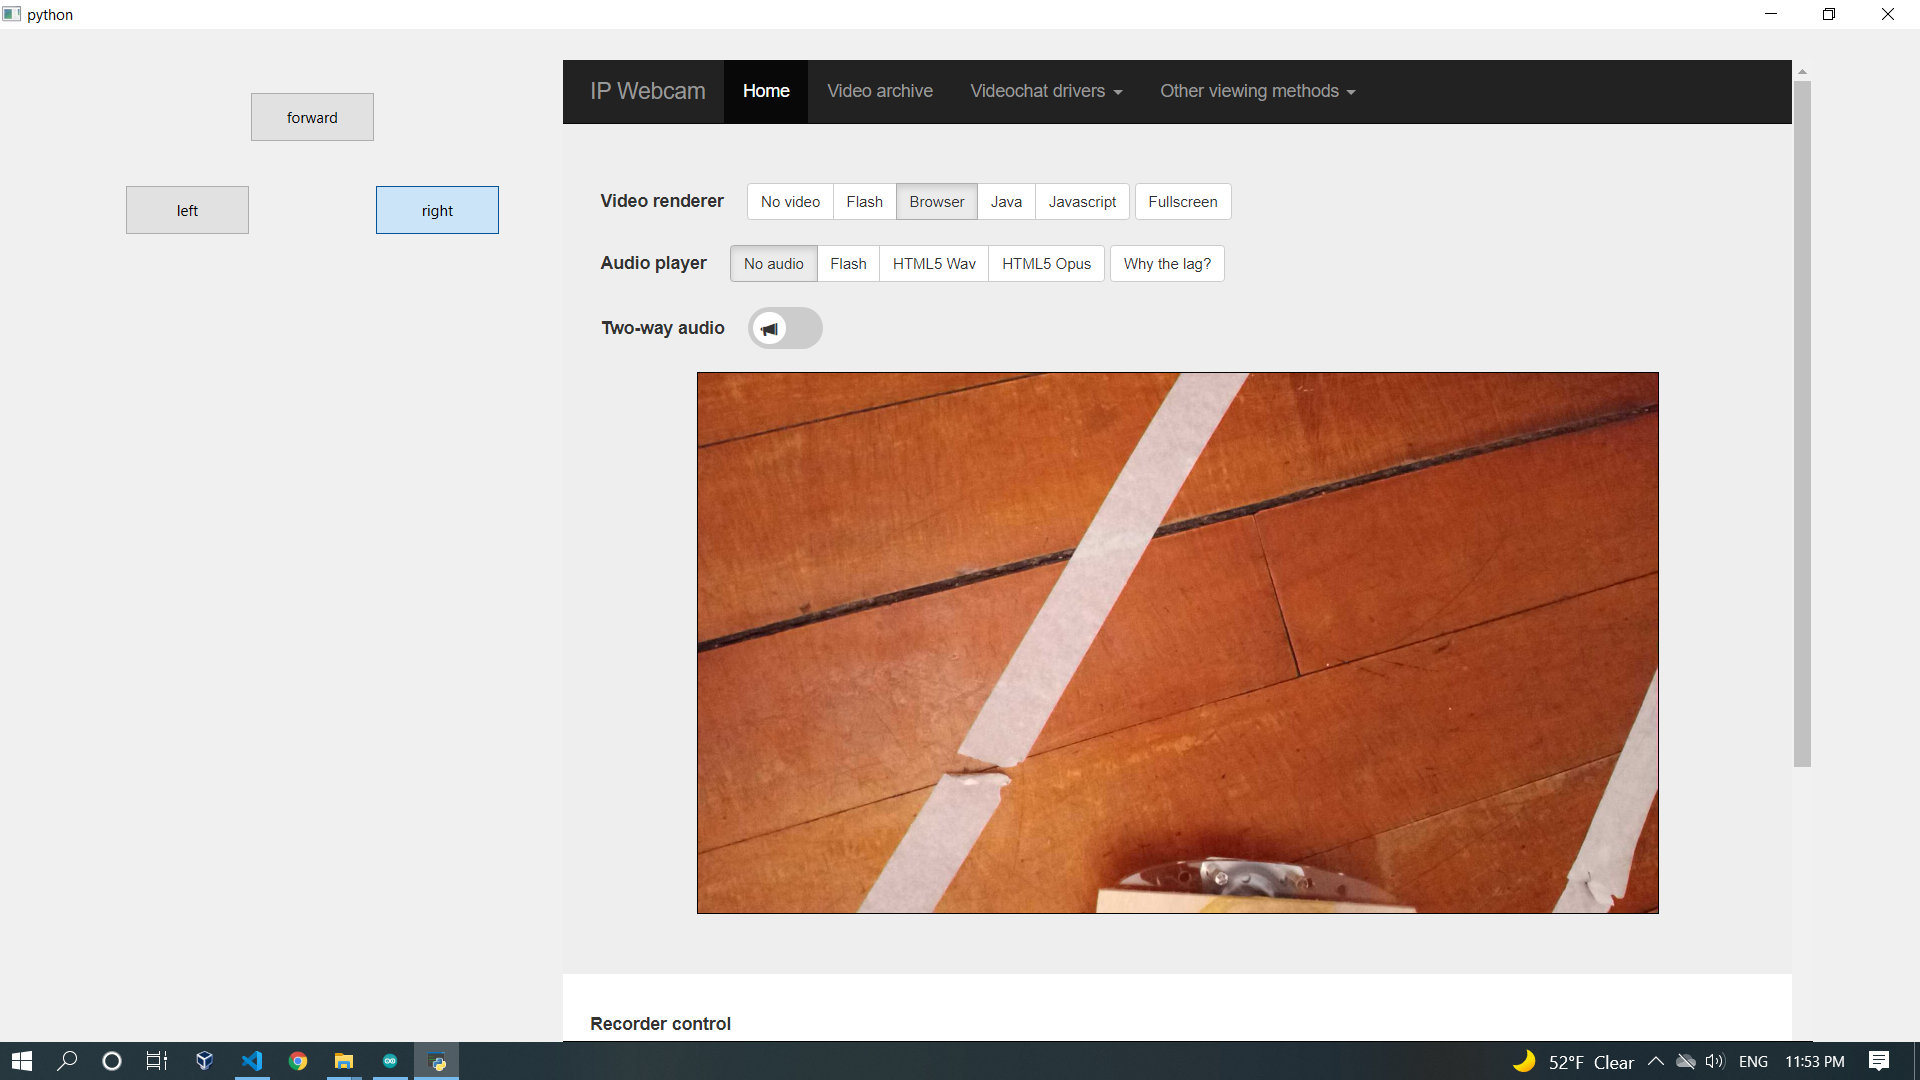 python
forward
left
right
IP Webcam Home Video archive Videochat drivers Other viewing methods
Video renderer No video Flash Browser Java Javascript Fullscreen
Audio player No audio Flash HTML5 Wav HTML5 Opus Why the lag?
Two-way audio
Recorder control
52°F Clear ENG 11:53 PM